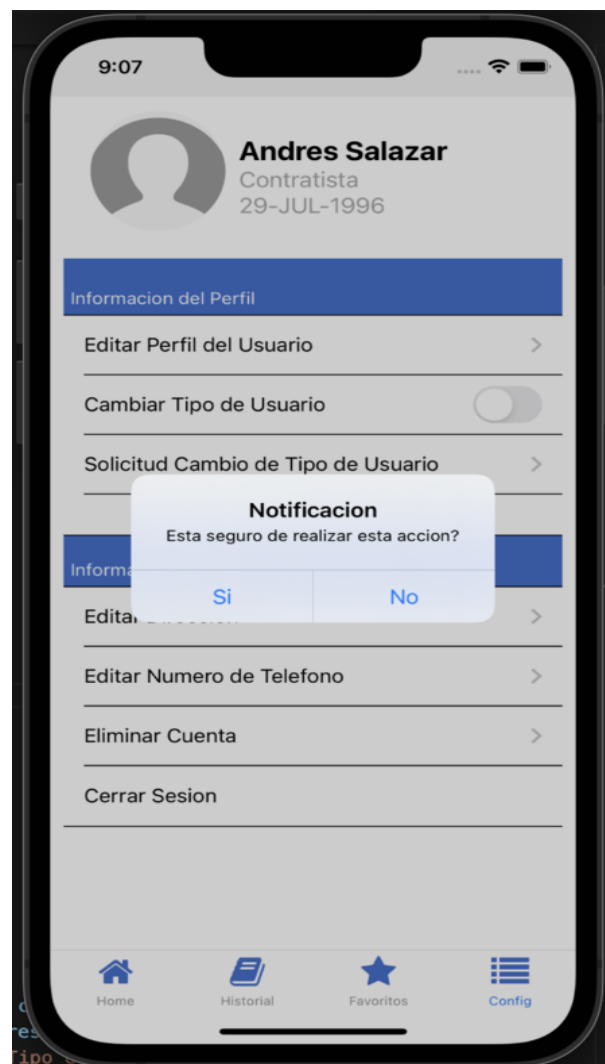 9:07
Andres Salazar
Contratista
29-JUL-1996
Informacion del Perfil
Editar Perfil del Usuario
Cambiar Tipo de Usuario
Solicitud Cambio de Tipo de Usuario
Notificacion
Esta seguro de realizar esta accion?
Si No
Editar Numero de Telefono
Eliminar Cuenta
Cerrar Sesion
Home Historial Favoritos Config